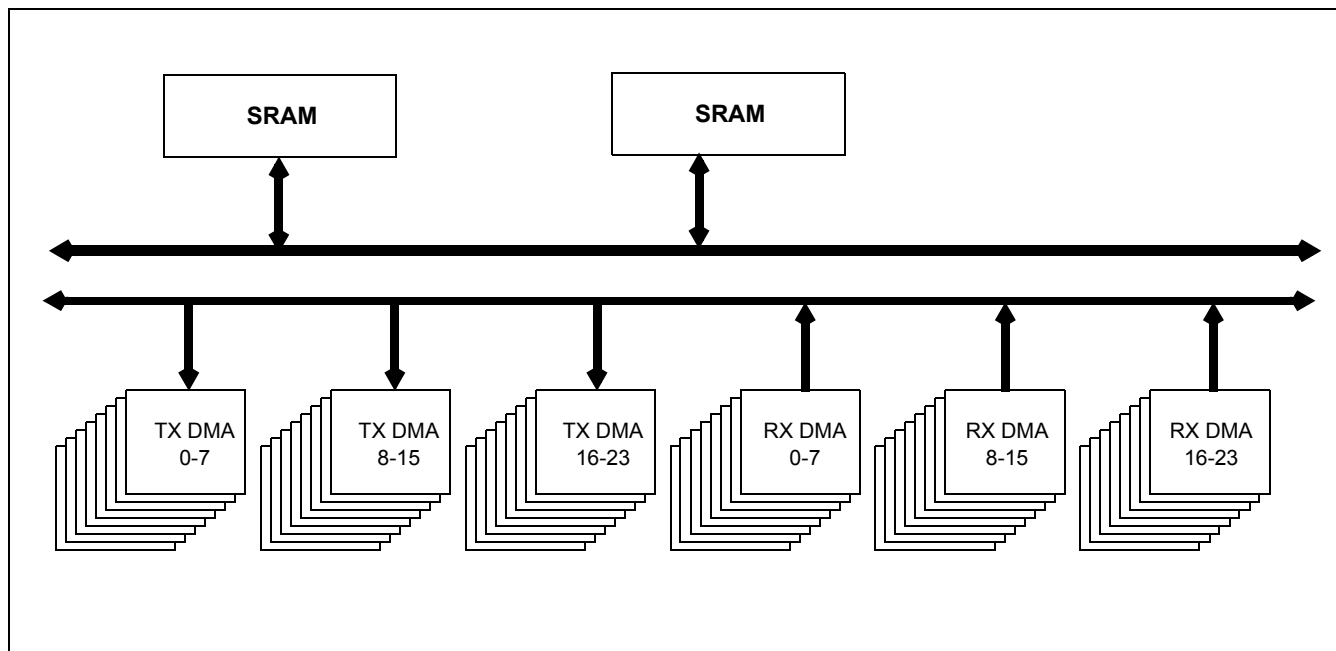 SRAM
SRAM
TX DMA
0-7
TX DMA
8-15
TX DMA
16-23
RX DMA
0-7
RX DMA
8-15
RX DMA
16-23